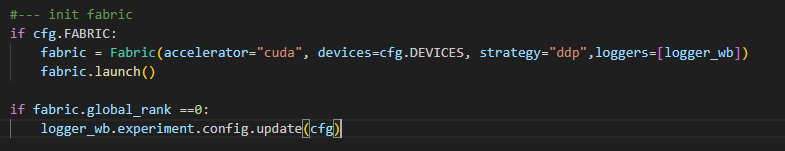 #--- init fabric
if cfg.FABRIC:
    fabric = Fabric(accelerator="cuda", devices=cfg.DEVICES, strategy="ddp",loggers=[logger_wb])
    fabric.launch()
if fabric.global_rank ==0:
    logger_wb.experiment.config.update(cfg)